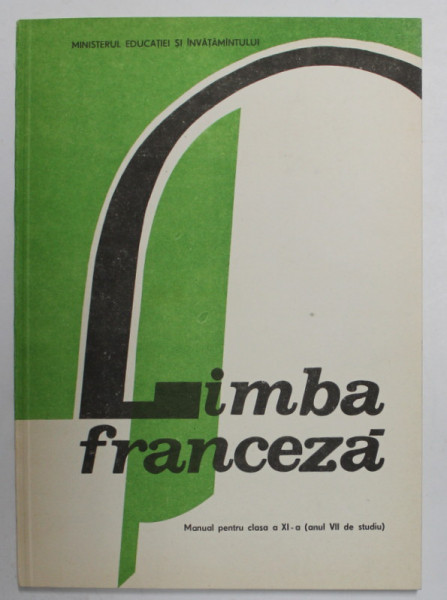 MINISTERUL EDUCAȚIEI ȘI ÎNVĂȚĂMÎNTULUI
Limba
franceză
Manual pentru clasa a XI-a (anul VII de studiu)